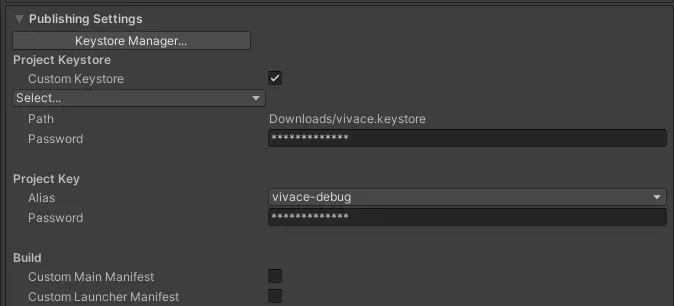 Publishing Settings
Keystore Manager...
Project Keystore
Custom Keystore
Select...
Path Downloads/vivace.keystore
Password *************
Project Key
Alias vivace-debug
Password *************
Build
Custom Main Manifest
Custom Launcher Manifest